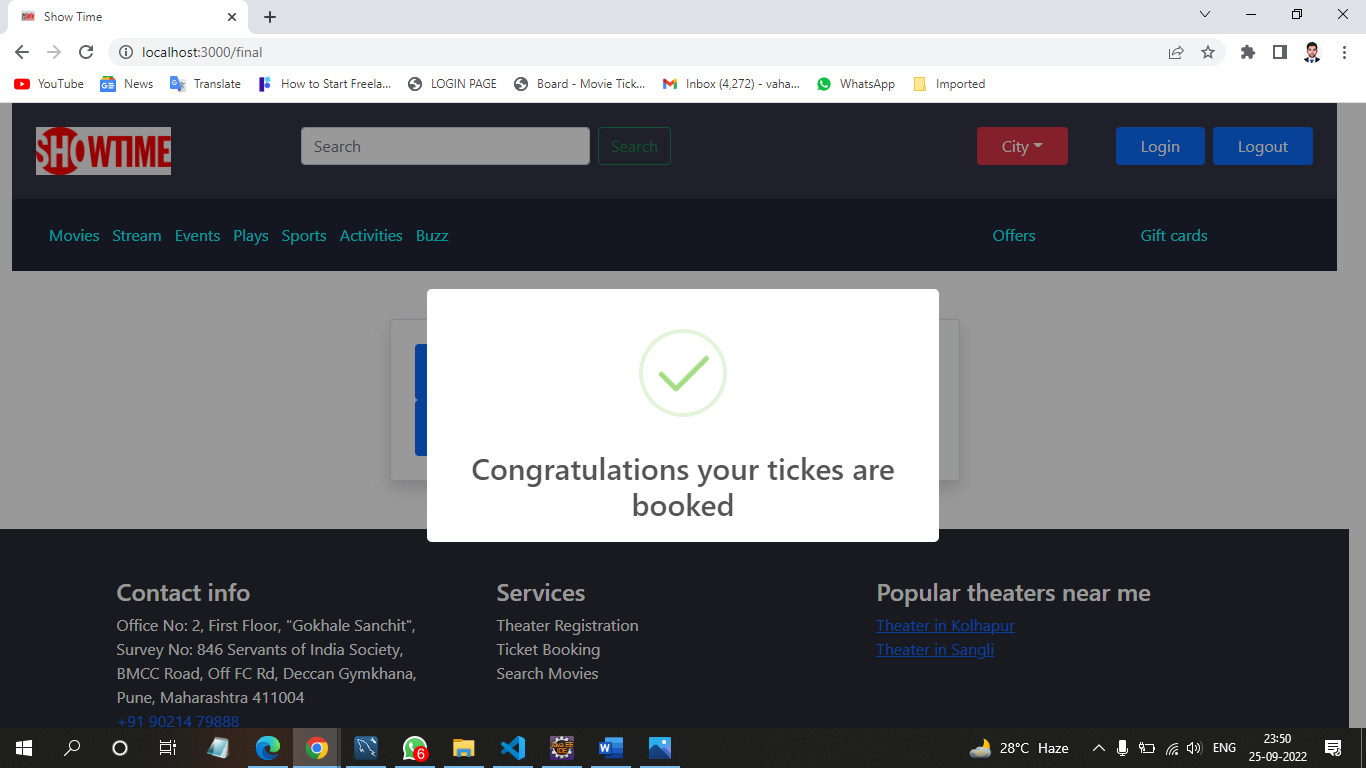 Show Time
localhost:3000/final
YouTube News Translate How to Start Freela... LOGIN PAGE Board - Movie Tick... Inbox (4,272) - vaha... WhatsApp Imported
SHOWTIME Search Search City Login Logout
Movies Stream Events Plays Sports Activities Buzz Offers Gift cards
Congratulations your tickes are
booked
Contact info
Office No: 2, First Floor, "Gokhale Sanchit",
Survey No: 846 Servants of India Society,
BMCC Road, Off FC Rd, Deccan Gymkhana,
Pune, Maharashtra 411004
+91 90214 79888
Services
Theater Registration
Ticket Booking
Search Movies
Popular theaters near me
Theater in Kolhapur
Theater in Sangli
6 28°C Haze ENG 23:50
25-09-2022